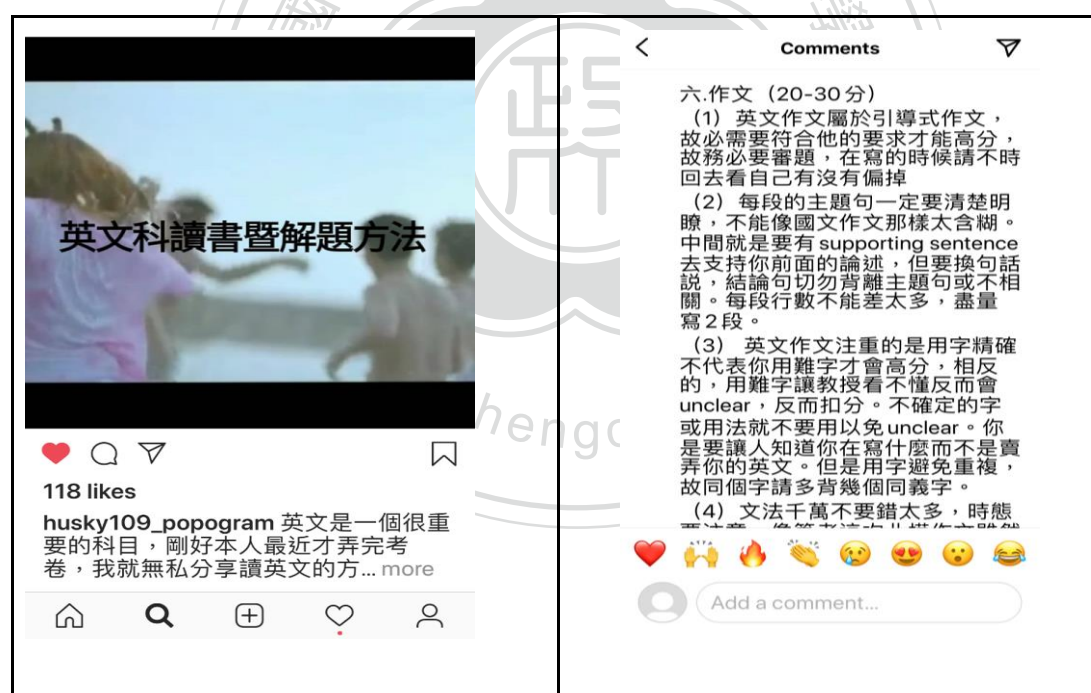 英文科讀書暨解題方法
118 likes
husky109_popogram 英文是一個很重
要的科目，剛好本人最近才弄完考
卷，我就無私分享讀英文的方... more
Comments
六.作文（20-30分）
（1） 英文作文屬於引導式作文，
故必需要符合他的要求才能高分，
故務必要審題，在寫的時候請不時
回去看自己有沒有偏掉
（2） 每段的主題句一定要清楚明
瞭，不能像國文作文那樣太含糊。
中間就是要有 supporting sentence
去支持你前面的論述，但要換句話
說，結論句切勿背離主題句或不相
關。每段行數不能差太多，盡量
寫2段。
（3） 英文作文注重的是用字精確
不代表你用難字才會高分，相反
的，用難字讓教授看不懂反而會
unclear，反而扣分。不確定的字
或用法就不要用以免unclear。你
是要讓人知道你在寫什麼而不是賣
弄你的英文。但是用字避免重複，
故同個字請多背幾個同義字。
（4） 文法千萬不要錯太多，時態
Add a comment...